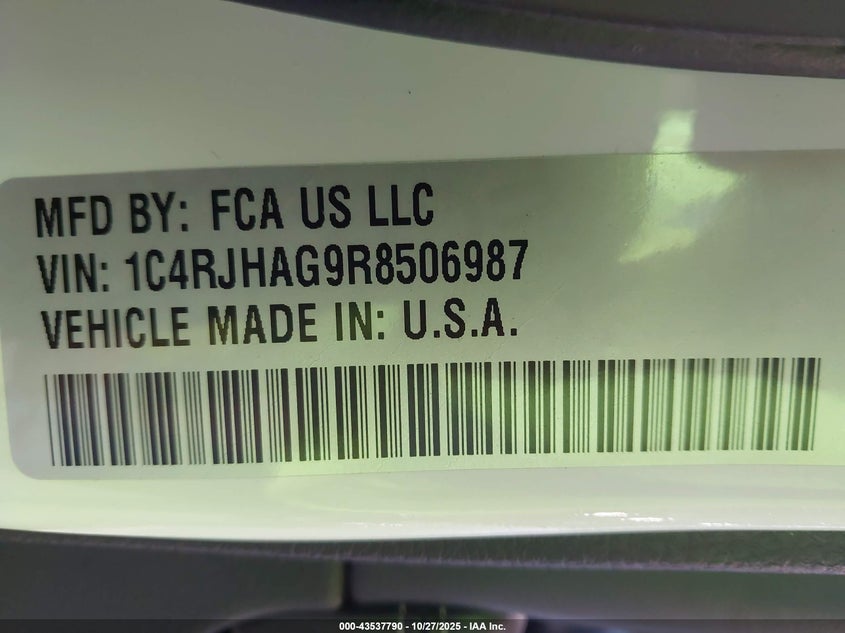 MFD BY: FCA US LLC
VIN: 1C4RJHAG9R8506987
VEHICLE MADE IN: U.S.A.
000-43537790 - 10/27/2025 - IAA Inc.